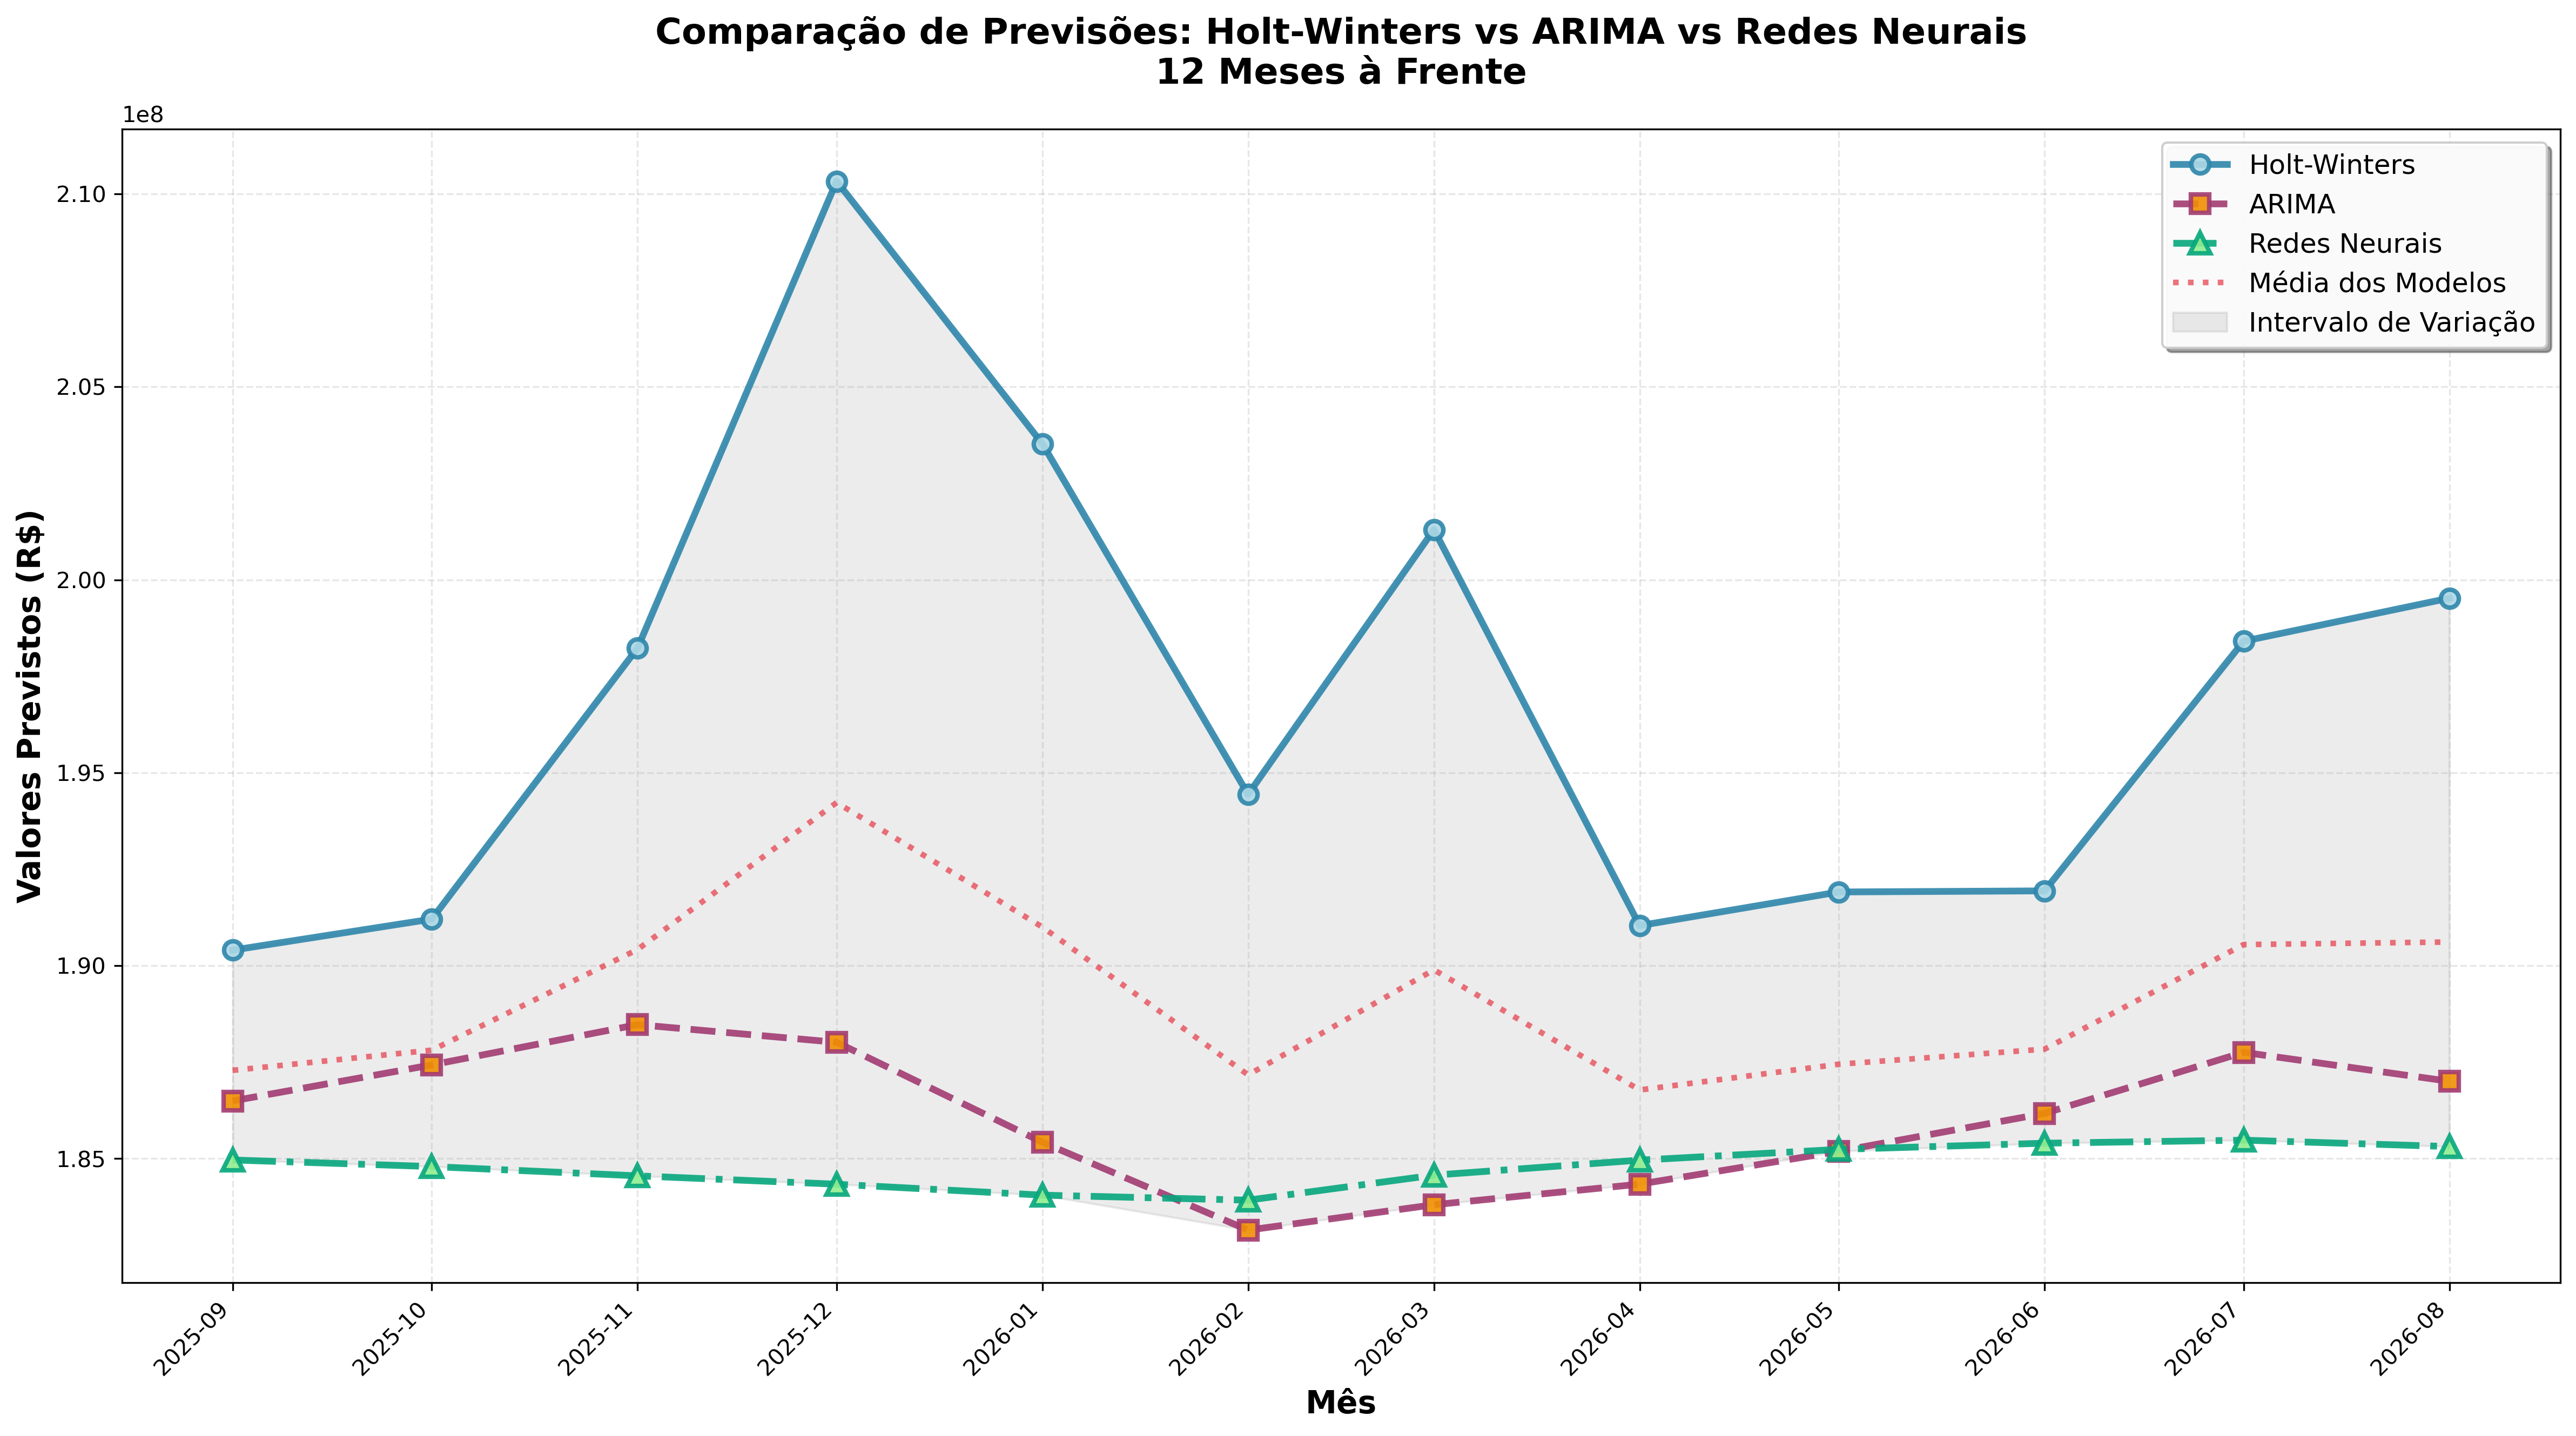 Comparação de Previsões: Holt-Winters vs ARIMA vs Redes Neurais
12 Meses à Frente
1e8
2.10
2.05
2.00
1.95
1.90
1.85
Valores Previstos (R$)
Holt-Winters
ARIMA
Redes Neurais
Média dos Modelos
Intervalo de Variação
2025-09
2025-10
2025-11
2025-12
2026-01
2026-02
2026-03
2026-04
2026-05
2026-06
2026-07
2026-08
Mês